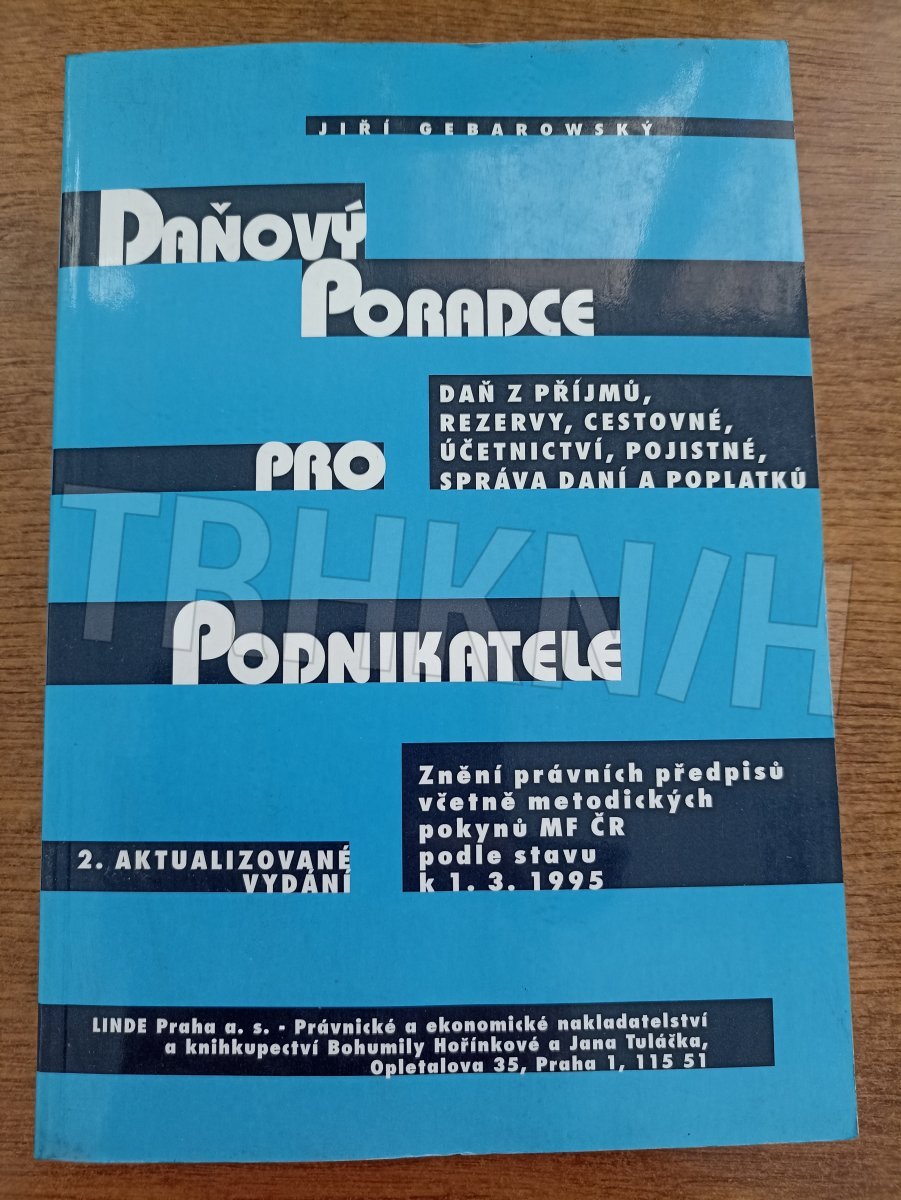 JIŘÍ GEBAROWSKÝ
DAŇOVÝ
PORADCE
DAŇ Z PŘÍJMŮ,
REZERVY, CESTOVNÉ,
ÚČETNICTVÍ, POJISTNÉ,
SPRÁVA DANÍ A POPLATKŮ
PRO
TRHKNIH
PODNIKATELE
Znění právních předpisů
včetně metodických
pokynů MF ČR
podle stavu
k 1. 3. 1995
2. AKTUALIZOVANÉ
VYDÁNÍ
LINDE Praha a. s. - Právnické a ekonomické nakladatelství
a knihkupectví Bohumily Hořínkové a Jana Tuláčka,
Opletalova 35, Praha 1, 115 51